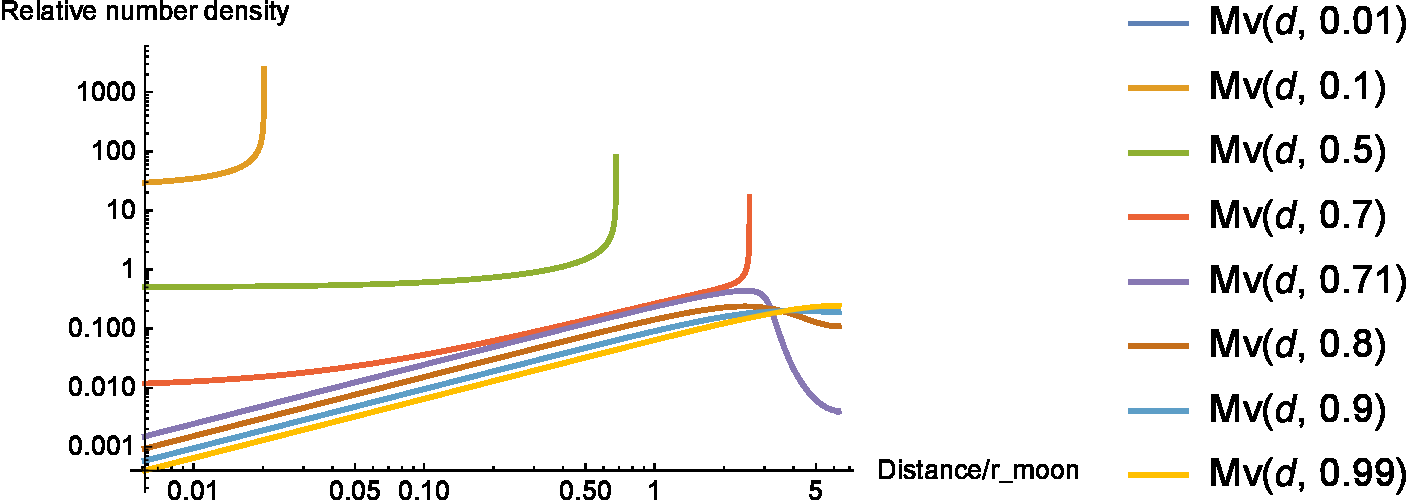 Relative number density
1000
100
10
1
0.100
0.010
0.001
0.01
0.05
0.10
0.50
1
5
Distance/r_moon
Mv(d, 0.01)
Mv(d, 0.1)
Mv(d, 0.5)
Mv(d, 0.7)
Mv(d, 0.71)
Mv(d, 0.8)
Mv(d, 0.9)
Mv(d, 0.99)